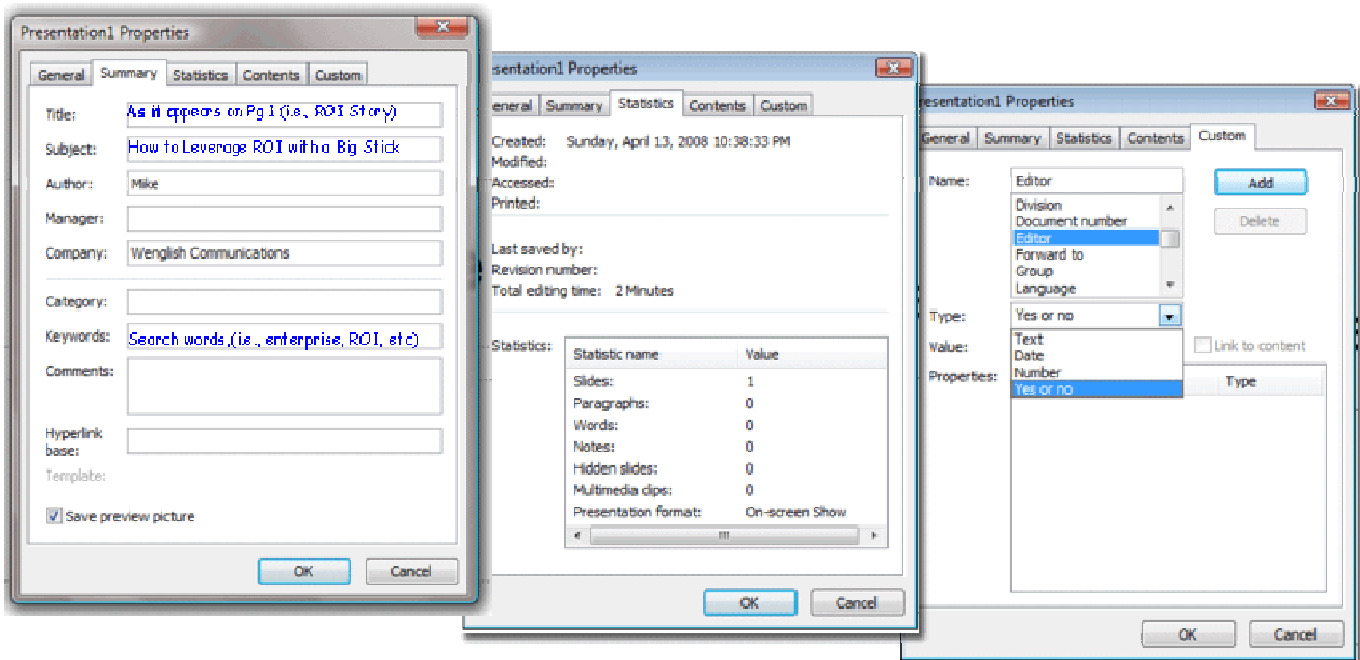 Presentation1 Properties
General Summary Statistics Contents Custom
Title: As it appears on Pg 1 (i.e., ROI Story)
Subject: How to Leverage ROI with a Big Stick
Author: Mike
Manager:
Company: Wenglish Communications
Category:
Keywords: Search words,(i.e., enterprise, ROI, etc)
Comments:
Hyperlink
base:
Template:
Save preview picture
OK Cancel
esentation1 Properties
eneral Summary Statistics Contents Custom
Created: Sunday, April 13, 2008 10:38:33 PM
Modified:
Accessed:
Printed:
Last saved by:
Revision number:
Total editing time: 2 Minutes
Statistics: Statistic name Value
Slides: 1
Paragraphs: 0
Words: 0
Notes: 0
Hidden slides: 0
Multimedia clips: 0
Presentation format: On-screen Show
OK Cancel
resentation1 Properties
General Summary Statistics Contents Custom
Name: Editor Add
Division
Document number Delete
Editor
Forward to
Group
Language
Type: Yes or no
Text
Value: Link to content
Date
Number
Properties: Type
Yes or no
OK Cancel